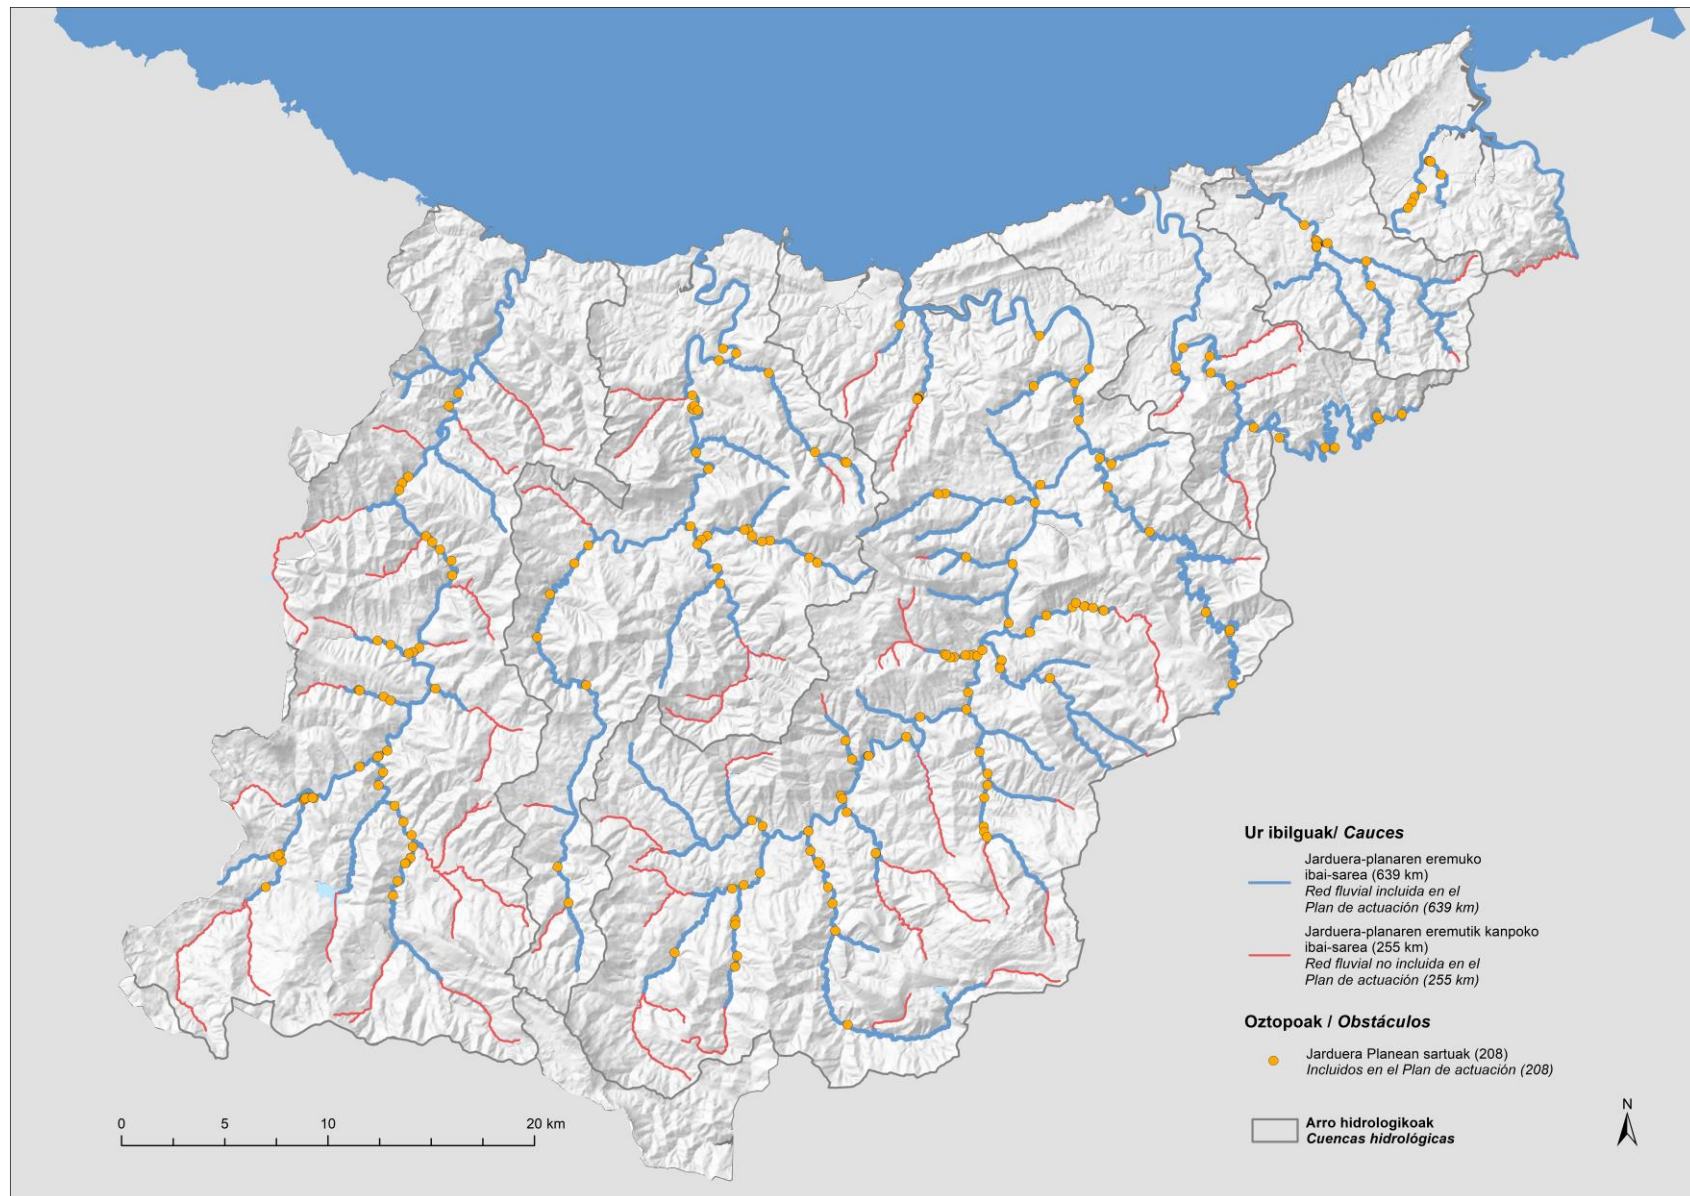 Ur ibilguak/ Cauces
Jarduera-planaren eremuko
ibai-sarea (639 km)
Red fluvial incluida en el
Plan de actuación (639 km)
Jarduera-planaren eremutik kanpoko
ibai-sarea (255 km)
Red fluvial no incluida en el
Plan de actuación (255 km)
Oztopoak / Obstáculos
Jarduera Planean sartuak (208)
Incluidos en el Plan de actuación (208)
Arro hidrologikoak
Cuencas hidrológicas
N
0 5 10 20 km